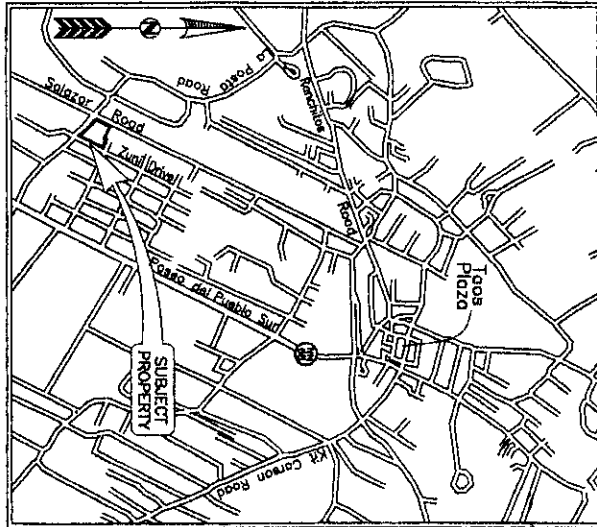 N
La Posta
Road
Ranchitos
Road
Salazar
Road
Zuni Drive
Taos
Plaza
Paseo del Pueblo Sur
SUBJECT
PROPERTY
Kit Carson Road